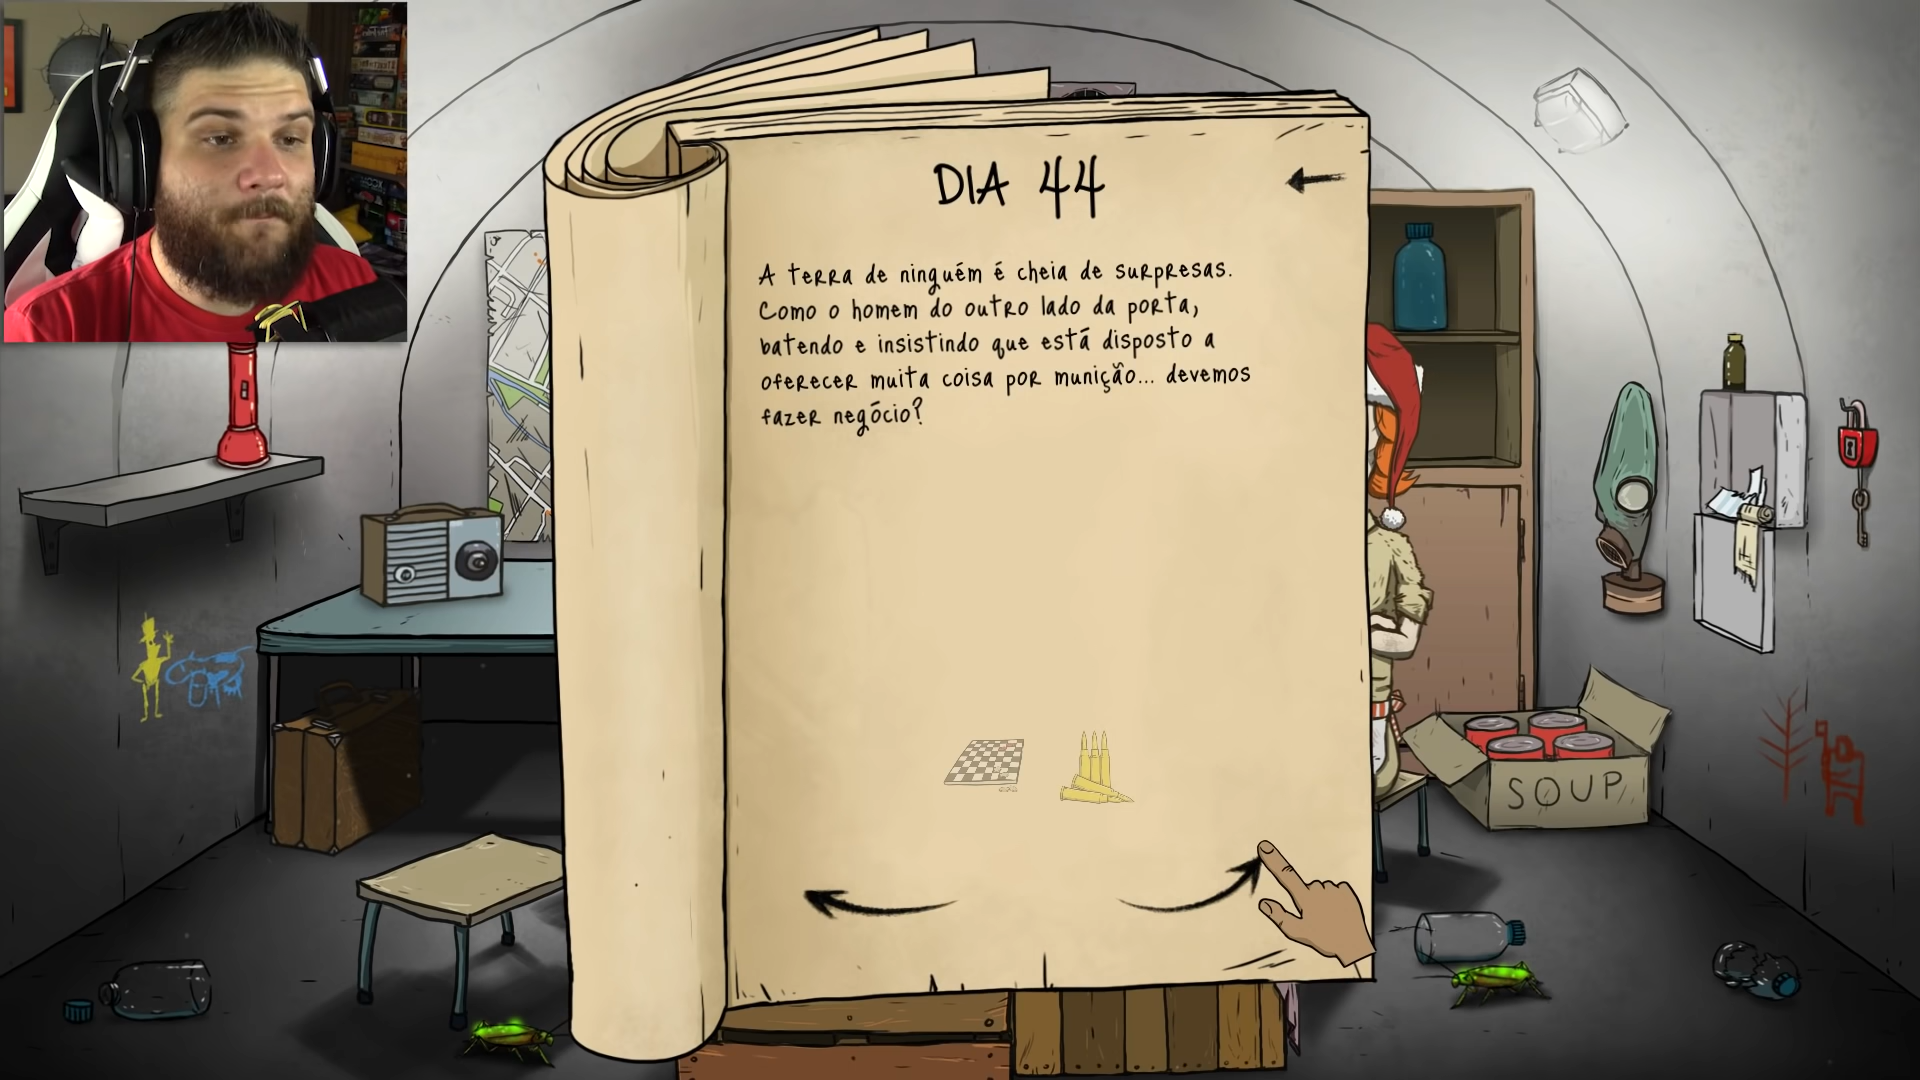 DIA 44
A terra de ninguém é cheia de surpresas.
Como o homem do outro lado da porta,
batendo e insistindo que está disposto a
oferecer muita coisa por munição... devemos
fazer negócio?
SOUP